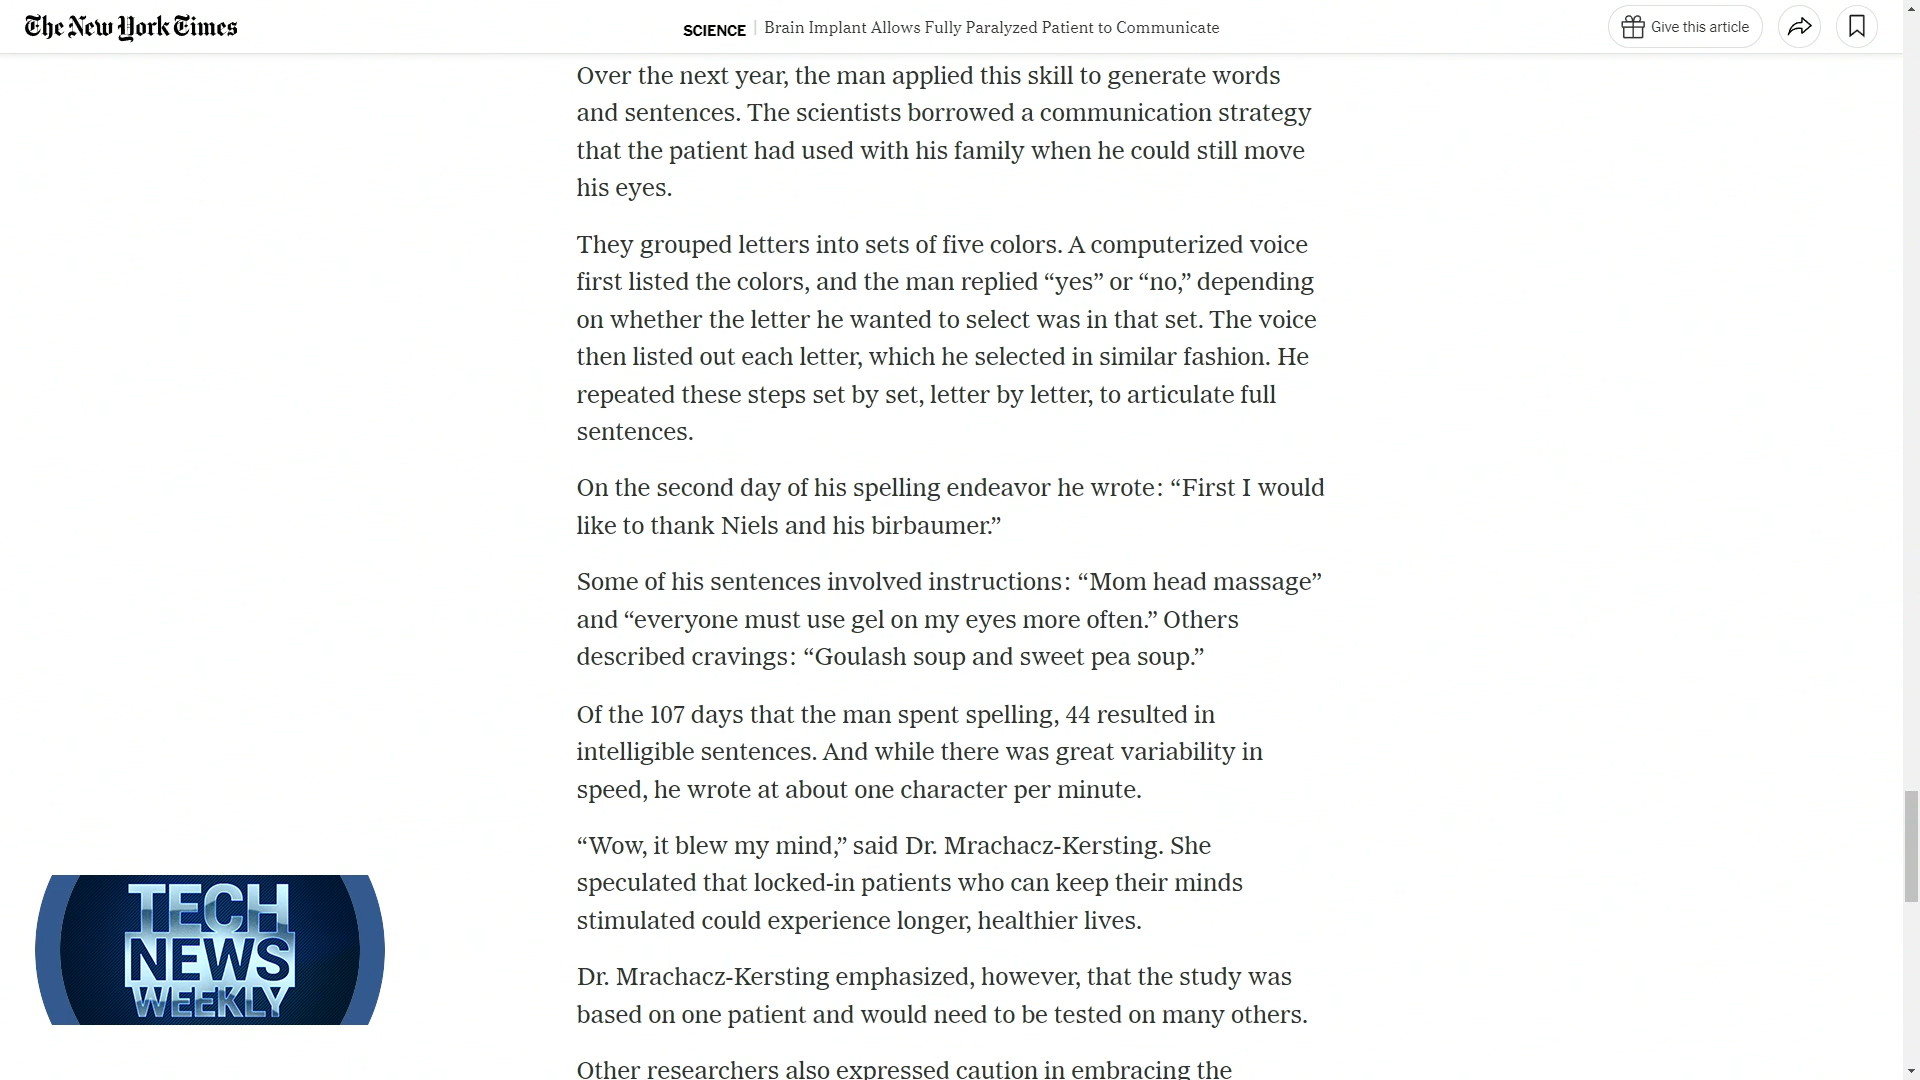 The New York Times
SCIENCE | Brain Implant Allows Fully Paralyzed Patient to Communicate
Give this article
Over the next year, the man applied this skill to generate words
and sentences. The scientists borrowed a communication strategy
that the patient had used with his family when he could still move
his eyes.
They grouped letters into sets of five colors. A computerized voice
first listed the colors, and the man replied “yes” or “no,” depending
on whether the letter he wanted to select was in that set. The voice
then listed out each letter, which he selected in similar fashion. He
repeated these steps set by set, letter by letter, to articulate full
sentences.
On the second day of his spelling endeavor he wrote: “First I would
like to thank Niels and his birbaumer.”
Some of his sentences involved instructions: “Mom head massage”
and “everyone must use gel on my eyes more often.” Others
described cravings: “Goulash soup and sweet pea soup.”
Of the 107 days that the man spent spelling, 44 resulted in
intelligible sentences. And while there was great variability in
speed, he wrote at about one character per minute.
“Wow, it blew my mind,” said Dr. Mrachacz-Kersting. She
speculated that locked-in patients who can keep their minds
stimulated could experience longer, healthier lives.
Dr. Mrachacz-Kersting emphasized, however, that the study was
based on one patient and would need to be tested on many others.
Other researchers also expressed caution in embracing the
TECH
NEWS
WEEKLY